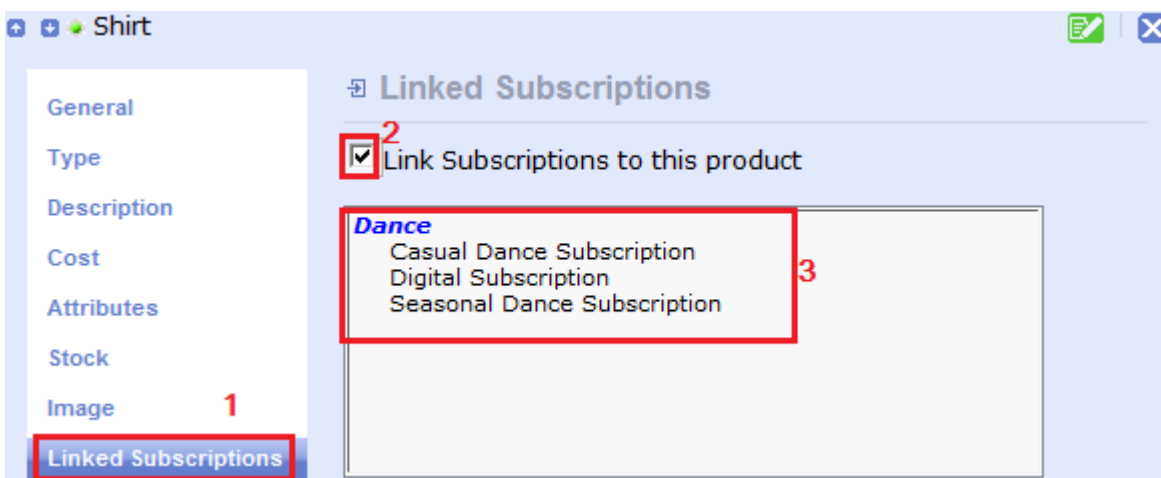 Shirt
General
Type
Description
Cost
Attributes
Stock
Image
1
Linked Subscriptions
Linked Subscriptions
2
Link Subscriptions to this product
Dance
Casual Dance Subscription
Digital Subscription
Seasonal Dance Subscription
3